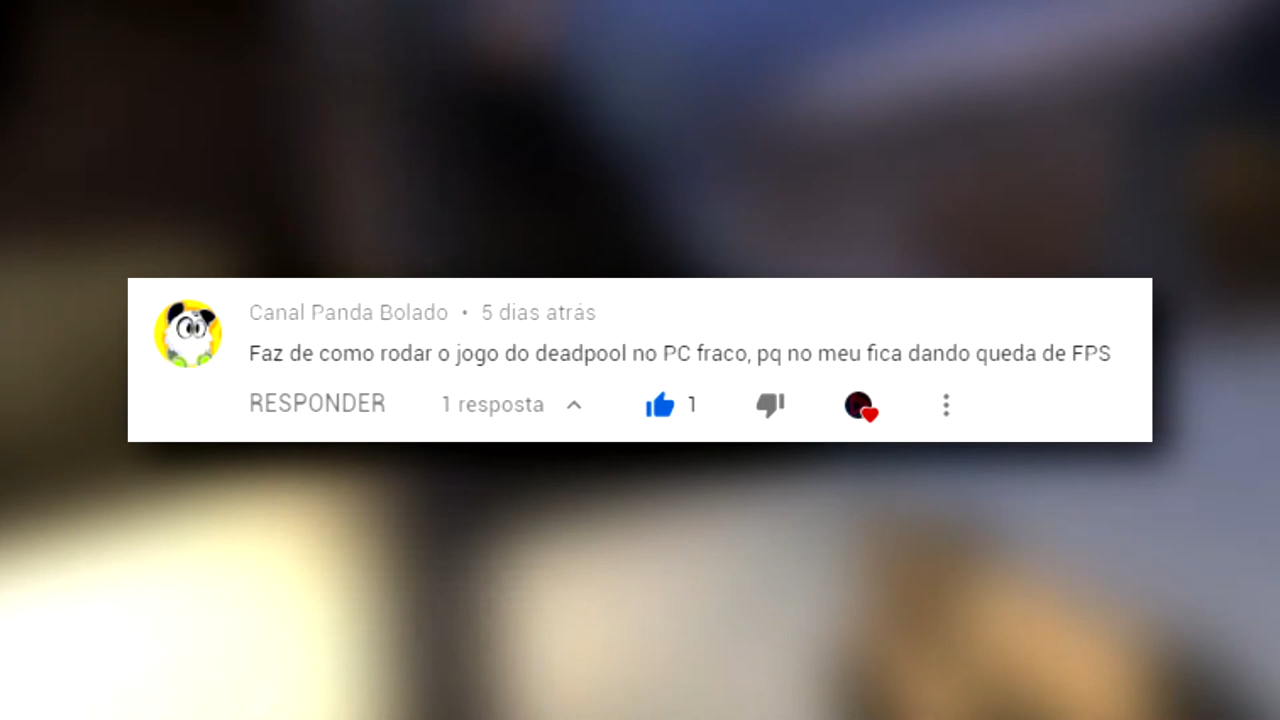 Canal Panda Bolado • 5 dias atrás
Faz de como rodar o jogo do deadpool no PC fraco, pq no meu fica dando queda de FPS
RESPONDER 1 resposta 1